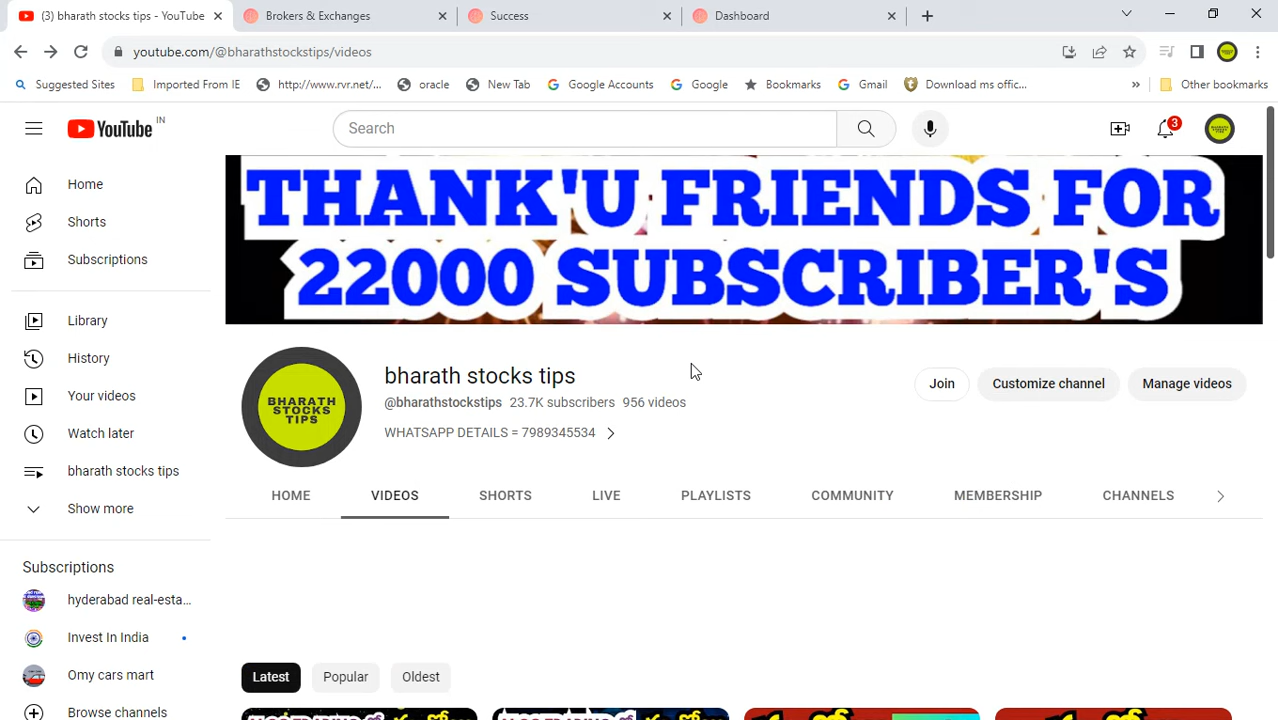 (3) bharath stocks tips - YouTube
Brokers & Exchanges
Success
Dashboard
youtube.com/@bharathstockstips/videos
Suggested Sites
Imported From IE
http://www.rvr.net/...
oracle
New Tab
Google Accounts
Google
Bookmarks
Gmail
Download ms offic...
»
Other bookmarks
YouTube IN
Search
3
Home
Shorts
Subscriptions
Library
History
Your videos
Watch later
bharath stocks tips
Show more
Subscriptions
hyderabad real-esta...
Invest In India
Omy cars mart
Browse channels
THANK'U FRIENDS FOR
22000 SUBSCRIBER'S
BHARATH
STOCKS
TIPS
bharath stocks tips
@bharathstockstips 23.7K subscribers 956 videos
WHATSAPP DETAILS = 7989345534
Join
Customize channel
Manage videos
HOME
VIDEOS
SHORTS
LIVE
PLAYLISTS
COMMUNITY
MEMBERSHIP
CHANNELS
Latest
Popular
Oldest